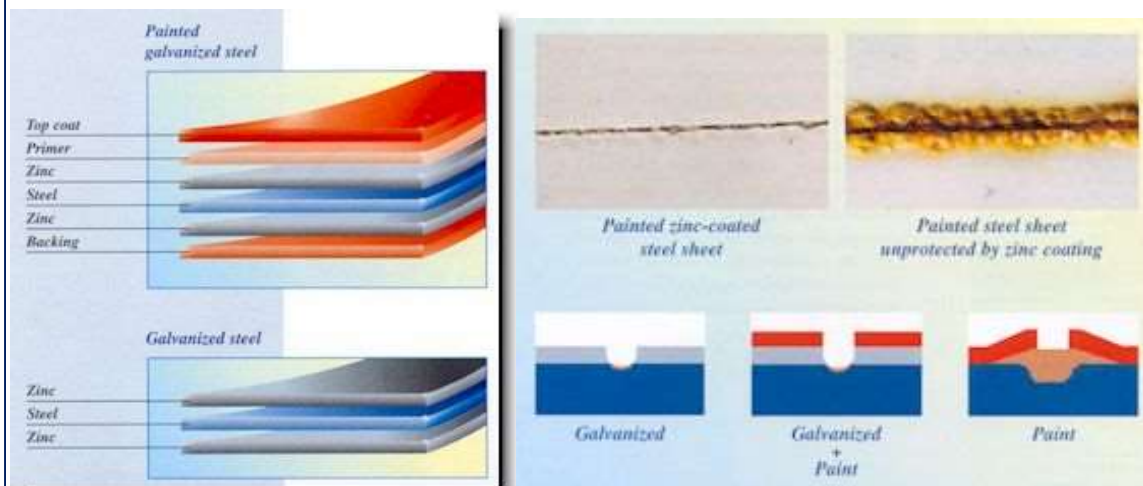 Painted
galvanized steel
Top coat
Primer
Zinc
Steel
Zinc
Backing
Galvanized steel
Zinc
Steel
Zinc
Painted zinc-coated
steel sheet
Painted steel sheet
unprotected by zinc coating
Galvanized
Galvanized
+
Paint
Paint